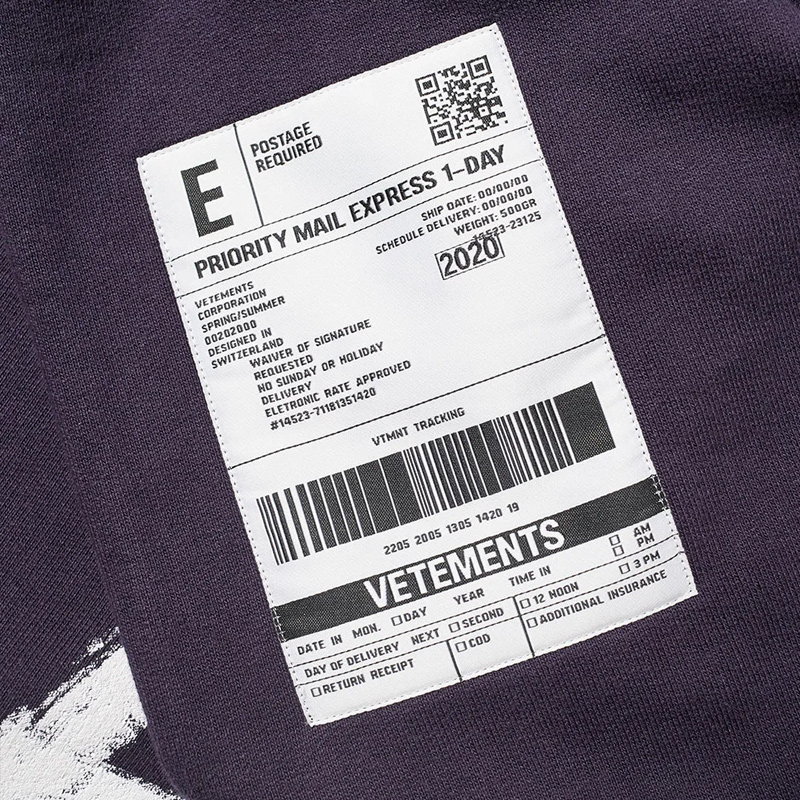 E
POSTAGE
REQUIRED
PRIORITY MAIL EXPRESS 1-DAY
SHIP DATE: 00/00/00
SCHEDULE DELIVERY: 00/00/00
WEIGHT: 500GR
14523-23125
2020
VETEMENTS
CORPORATION
SPRING/SUMMER
00202000
DESIGNED IN
SWITZERLAND
WAIVER OF SIGNATURE
REQUESTED
NO SUNDAY OR HOLIDAY
DELIVERY
ELETRONIC RATE APPROVED
#14523-71181351420
VTMNT TRACKING
2205 2005 1305 1420 19
VETEMENTS
DATE IN MON. DAY YEAR TIME IN AM
PM
DAY OF DELIVERY NEXT SECOND 12 NOON 3 PM
RETURN RECEIPT COD ADDITIONAL INSURANCE